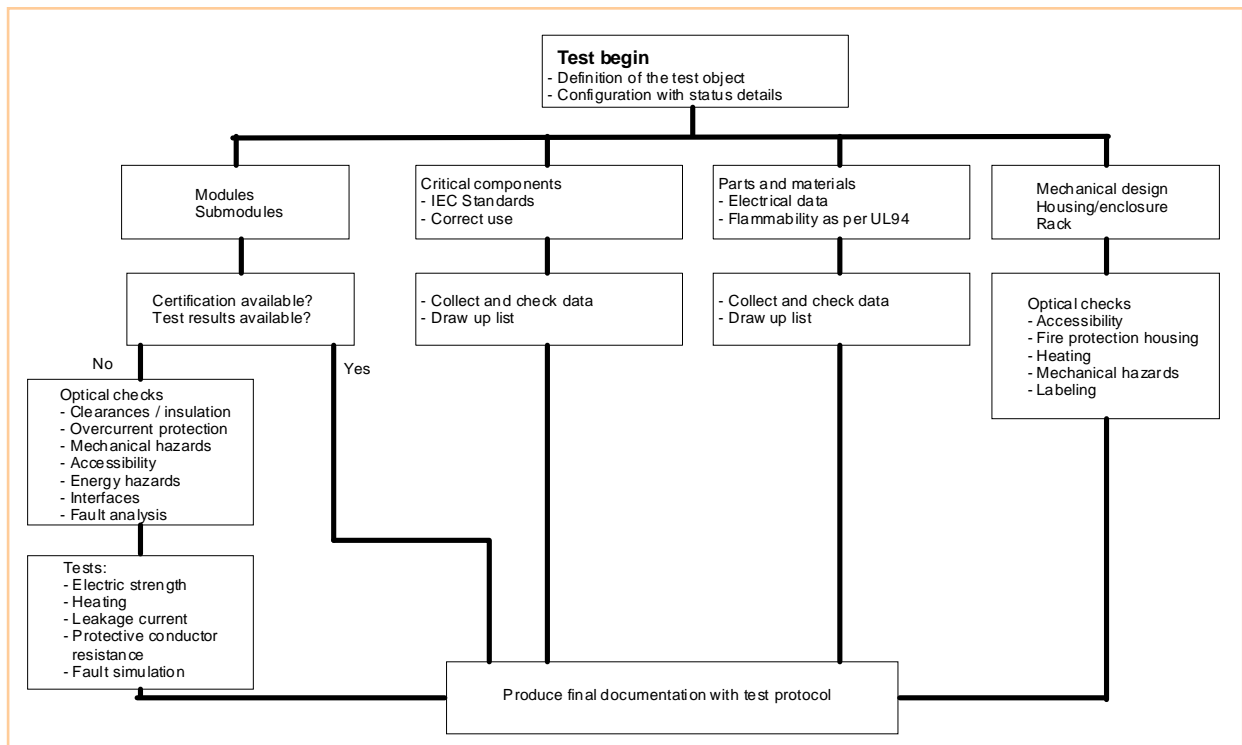 Test begin
- Definition of the test object
- Configuration with status details
Modules
Submodules
Critical components
- IEC Standards
- Correct use
Parts and materials
- Electrical data
- Flammability as per UL94
Mechanical design
Housing/enclosure
Rack
Certification available?
Test results available?
- Collect and check data
- Draw up list
- Collect and check data
- Draw up list
Optical checks
- Accessibility
- Fire protection housing
- Heating
- Mechanical hazards
- Labeling
No
Yes
Optical checks
- Clearances / insulation
- Overcurrent protection
- Mechanical hazards
- Accessibility
- Energy hazards
- Interfaces
- Fault analysis
Tests:
- Electric strength
- Heating
- Leakage current
- Protective conductor
resistance
- Fault simulation
Produce final documentation with test protocol